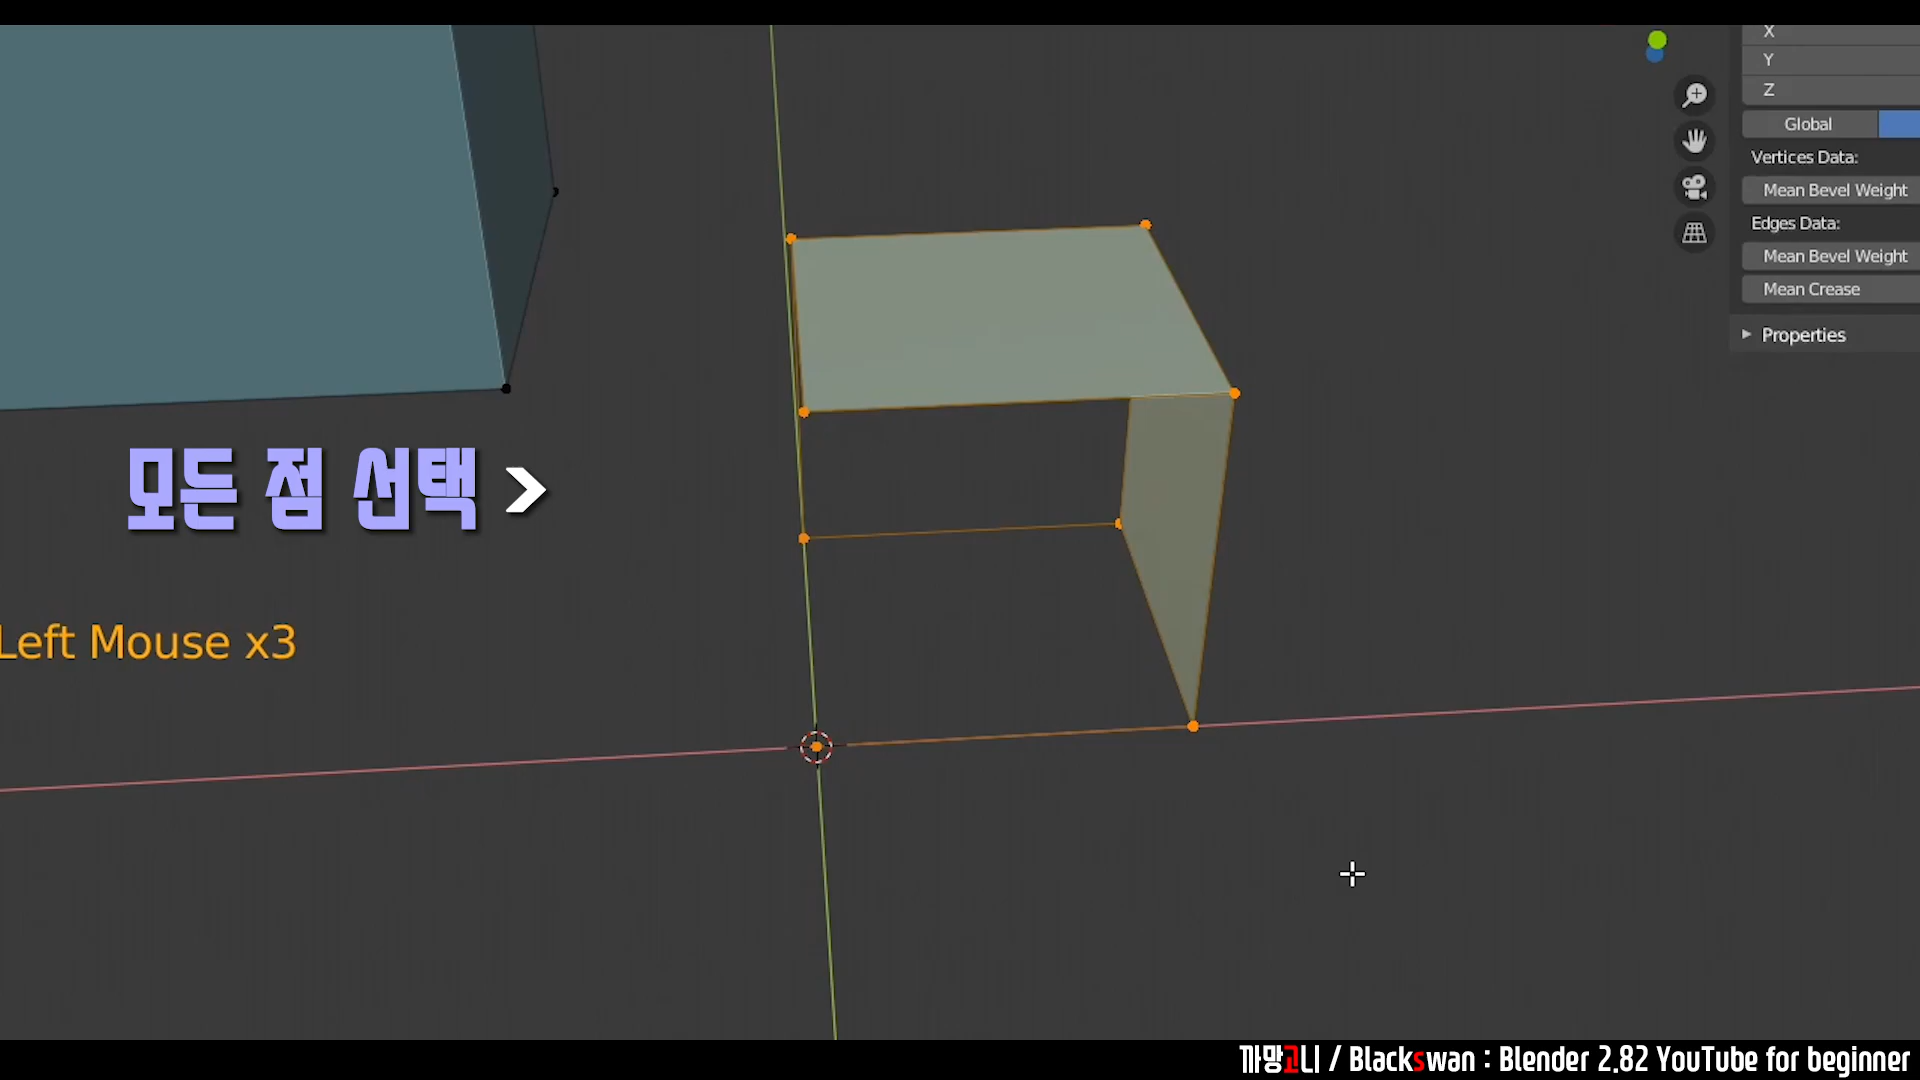 X
Y
Z
Global
Vertices Data:
Mean Bevel Weight
Edges Data:
Mean Bevel Weight
Mean Crease
Properties
모든 점 선택 >
Left Mouse x3
까망고니 / Blackswan : Blender 2.82 YouTube for beginner